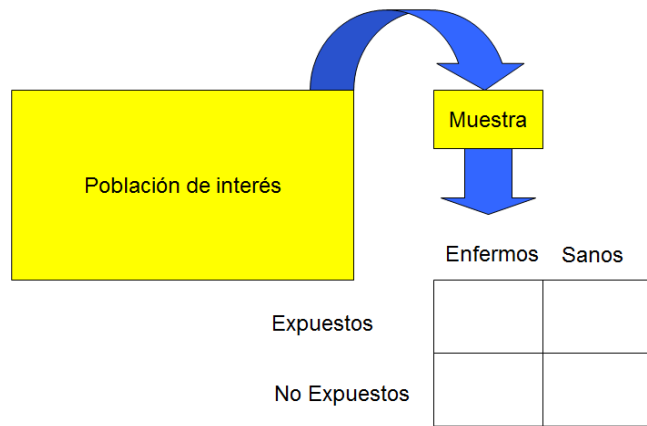 Muestra
Población de interés
Enfermos Sanos
Expuestos
No Expuestos